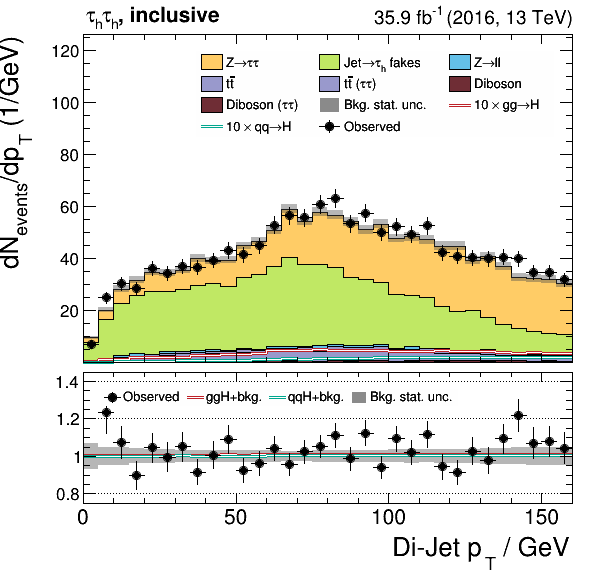 τhτh, inclusive 35.9 fb-1 (2016, 13 TeV)
dNevents/dpT (1/GeV)
120
100
80
60
40
20
Z→ττ Jet→τh fakes Z→ll
tt̄ tt̄ (ττ) Diboson
Diboson (ττ) Bkg. stat. unc. 10 × gg→H
10 × qq→H Observed
1.4
1.2
1
0.8
Observed ggH+bkg. qqH+bkg. Bkg. stat. unc.
0 50 100 150
Di-Jet pT / GeV